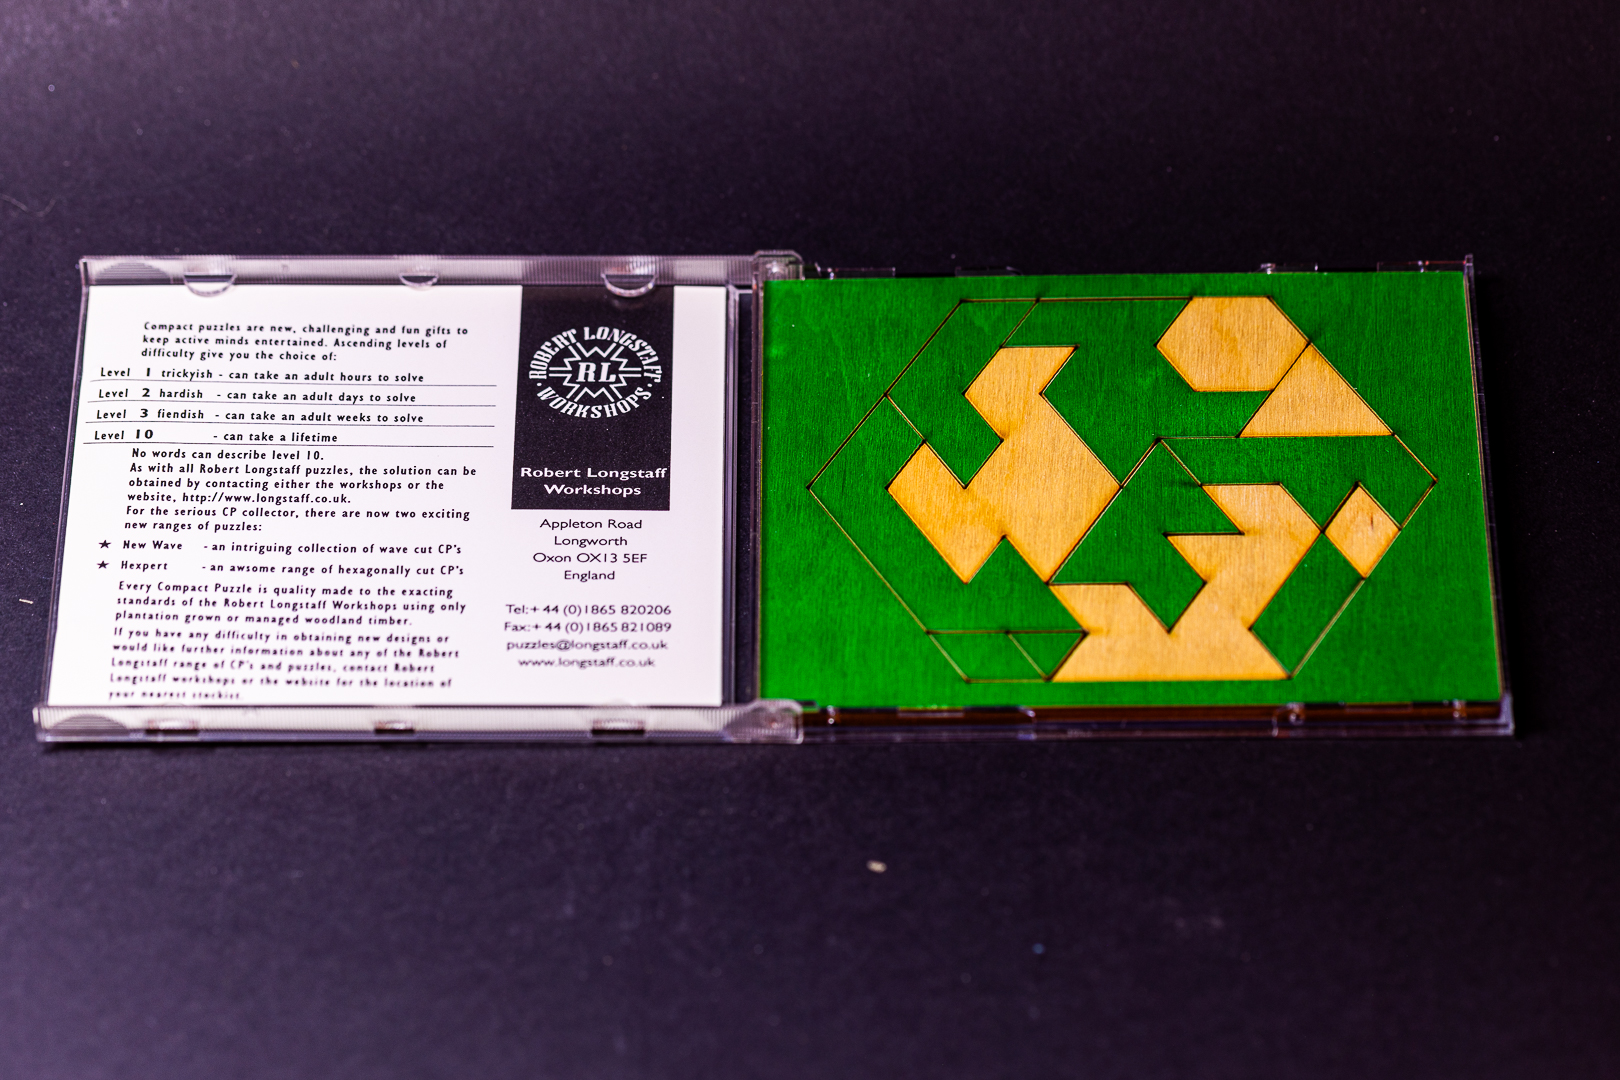 Compact puzzles are new, challenging and fun gifts to
keep active minds entertained. Ascending levels of
difficulty give you the choice of:
Level 1 trickyish - can take an adult hours to solve
Level 2 hardish - can take an adult days to solve
Level 3 fiendish - can take an adult weeks to solve
Level 10 - can take a lifetime
No words can describe level 10.
As with all Robert Longstaff puzzles, the solution can be
obtained by contacting either the workshops or the
website, http://www.longstaff.co.uk.
For the serious CP collector, there are now two exciting
new ranges of puzzles:
★ New Wave - an intriguing collection of wave cut CP's
★ Hexpert - an awsome range of hexagonally cut CP's
Every Compact Puzzle is quality made to the exacting
standards of the Robert Longstaff Workshops using only
plantation grown or managed woodland timber.
If you have any difficulty in obtaining new designs or
would like further information about any of the Robert
Longstaff range of CP's and puzzles, contact Robert
Longstaff workshops or the website for the location of
your nearest stockist.
ROBERT LONGSTAFF
RL
· WORKSHOPS ·
Robert Longstaff
Workshops
Appleton Road
Longworth
Oxon OX13 5EF
England
Tel:+ 44 (0)1865 820206
Fax:+ 44 (0)1865 821089
puzzles@longstaff.co.uk
www.longstaff.co.uk